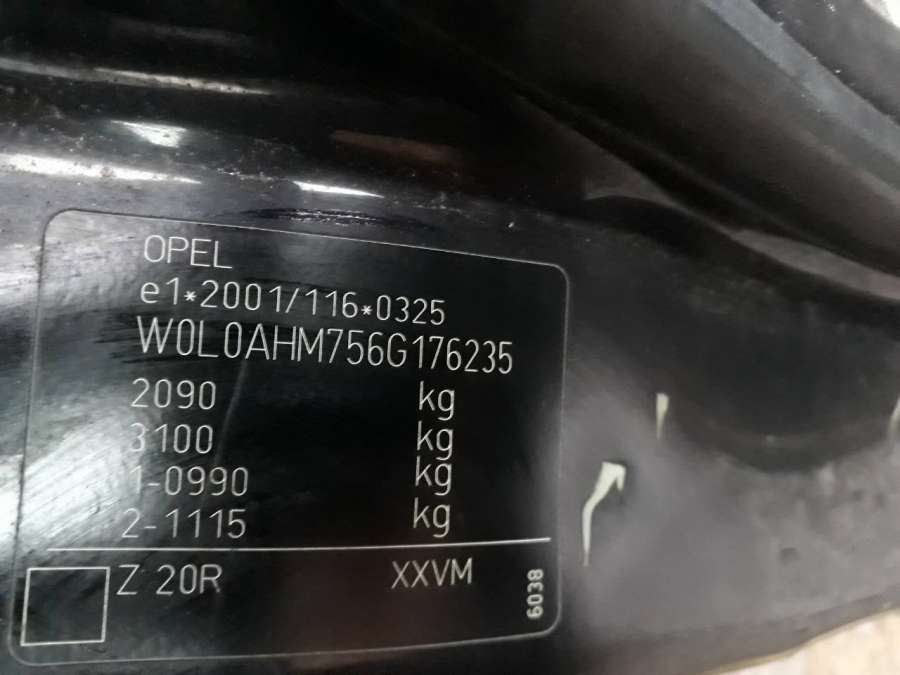 OPEL
e1*2001/116*0325
W0L0AHM756G176235
2090 kg
3100 kg
1-0990 kg
2-1115 kg
Z 20R XXVM
6038